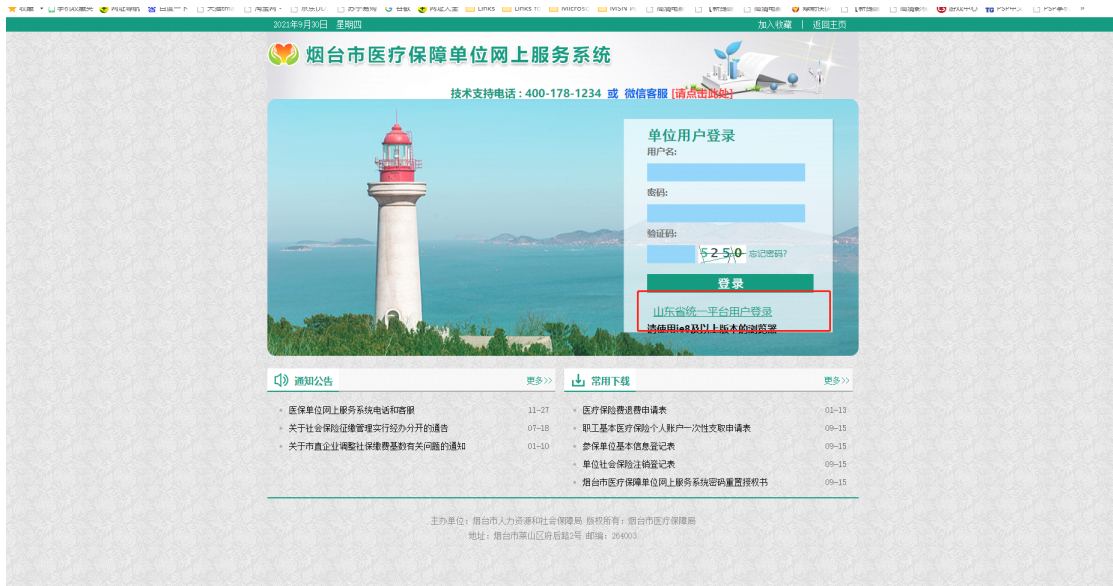 2021年9月30日 星期四
加入收藏 | 返回主页
烟台市医疗保障单位网上服务系统
技术支持电话：400-178-1234 或 微信客服 [请点击此处]
单位用户登录
用户名:
密码:
验证码:
5250 忘记密码?
登录
山东省统一平台用户登录
请使用ie8及以上版本的浏览器
通知公告 更多>>
医保单位网上服务系统电话和客服 11-27
关于社会保险征缴管理实行经办分开的通告 07-18
关于市直企业调整社保缴费基数有关问题的通知 01-10
常用下载 更多>>
医疗保险费退费申请表 01-13
职工基本医疗保险个人账户一次性支取申请表 09-15
参保单位基本信息登记表 09-15
单位社会保险注销登记表 09-15
烟台市医疗保障单位网上服务系统密码重置授权书 09-15
主办单位：烟台市人力资源和社会保障局 版权所有：烟台市医疗保障局
地址：烟台市莱山区府后路2号 邮编：264003